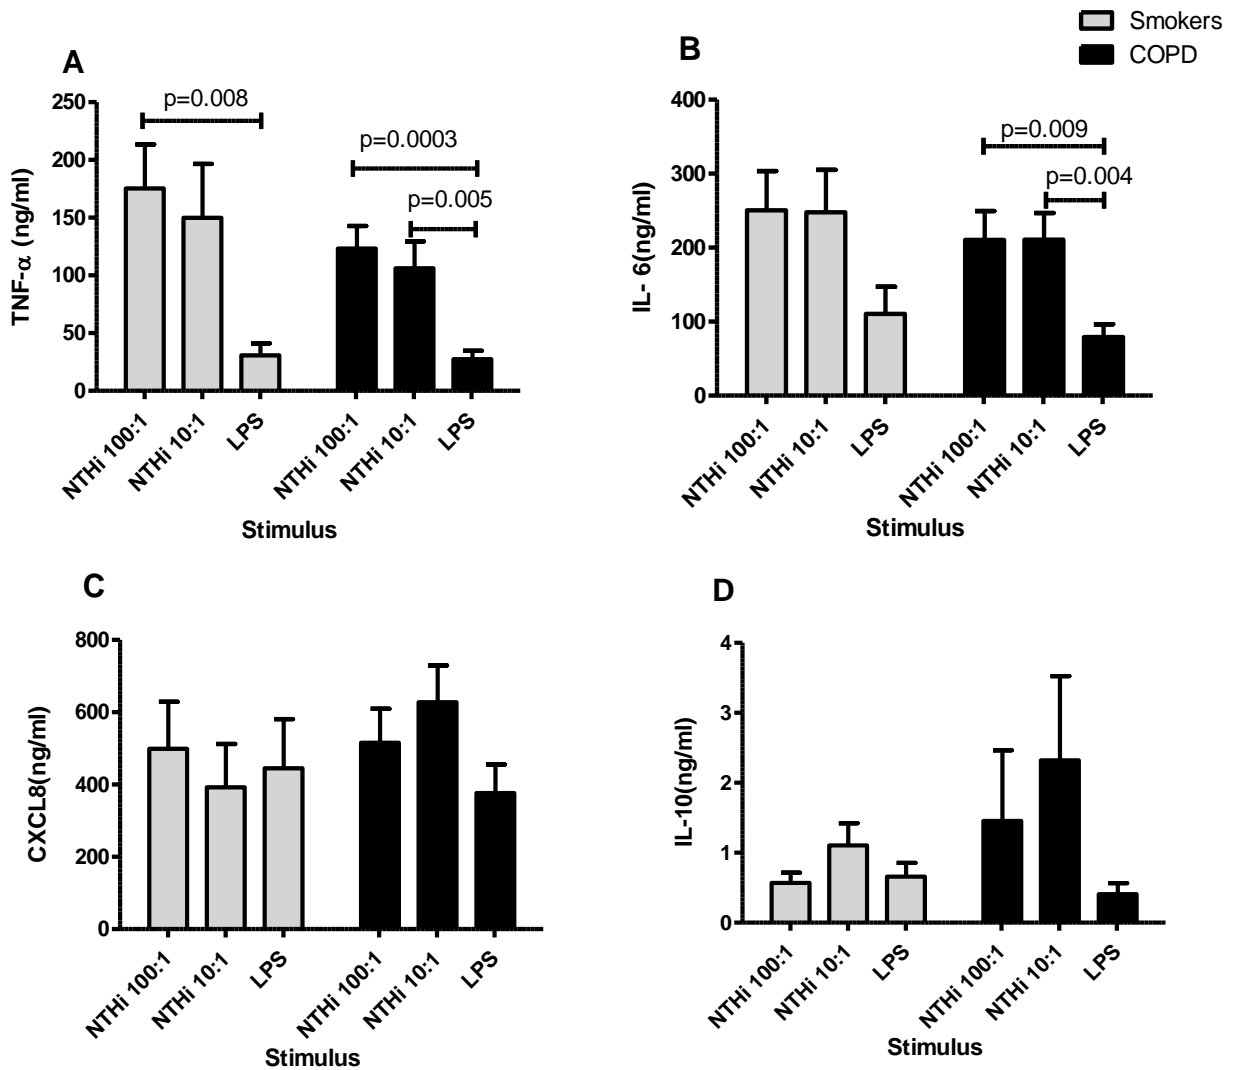 Smokers
COPD
A
250
200
150
100
50
0
TNF-α (ng/ml)
p=0.008
p=0.0003
p=0.005
NTHi 100:1
NTHi 10:1
LPS
NTHi 100:1
NTHi 10:1
LPS
Stimulus
B
400
300
200
100
0
IL- 6(ng/ml)
p=0.009
p=0.004
NTHi 100:1
NTHi 10:1
LPS
NTHi 100:1
NTHi 10:1
LPS
Stimulus
C
800
600
400
200
0
CXCL8(ng/ml)
NTHi 100:1
NTHi 10:1
LPS
NTHi 100:1
NTHi 10:1
LPS
Stimulus
D
4
3
2
1
0
IL-10(ng/ml)
NTHi 100:1
NTHi 10:1
LPS
NTHi 100:1
NTHi 10:1
LPS
Stimulus